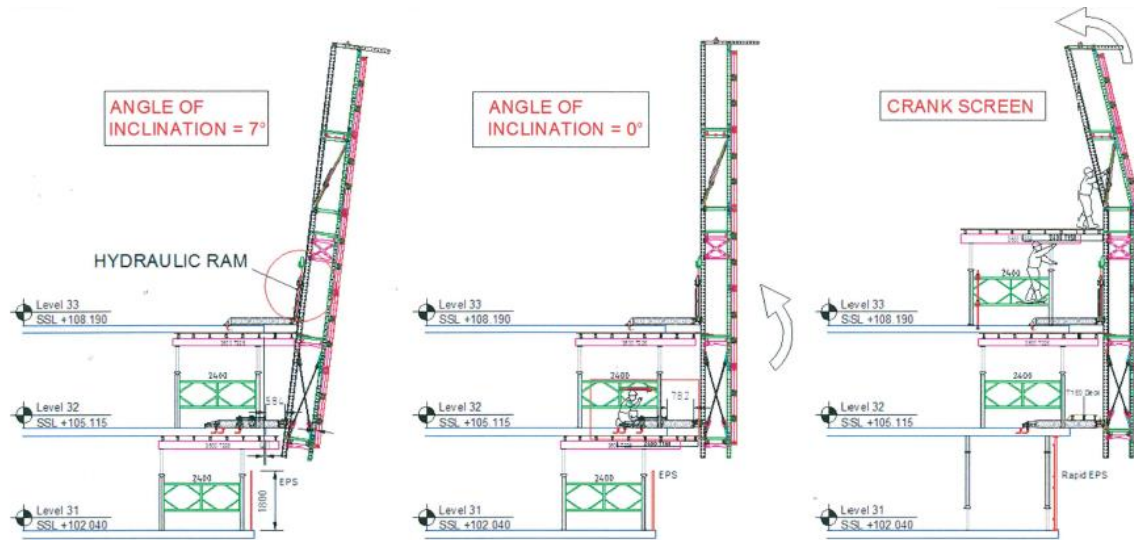 ANGLE OF
INCLINATION = 7°
HYDRAULIC RAM
Level 33
SSL +108.190
2400
584
Level 32
SSL +105.115
2400
1800
EPS
Level 31
SSL +102.040
ANGLE OF
INCLINATION = 0°
Level 33
SSL +108.190
2400
782
Level 32
SSL +105.115
EPS
2400
Level 31
SSL +102.040
CRANK SCREEN
2400
Level 33
SSL +108.190
2400
Level 32
SSL +105.115
Rapid EPS
Level 31
SSL +102.040